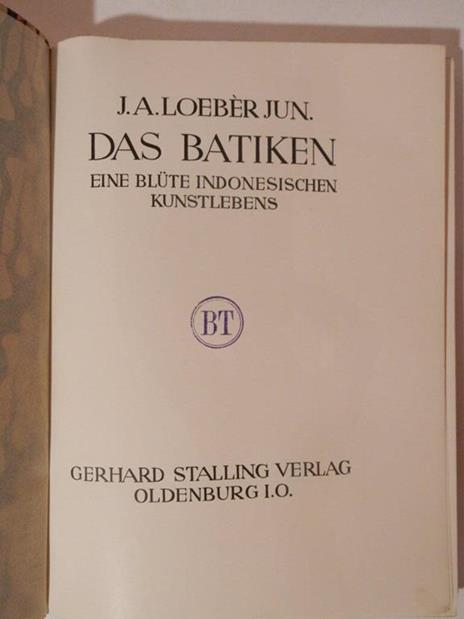 J.A.LOEBÈR JUN.
DAS BATIKEN
EINE BLÜTE INDONESISCHEN
KUNSTLEBENS
BT
GERHARD STALLING VERLAG
OLDENBURG I.O.